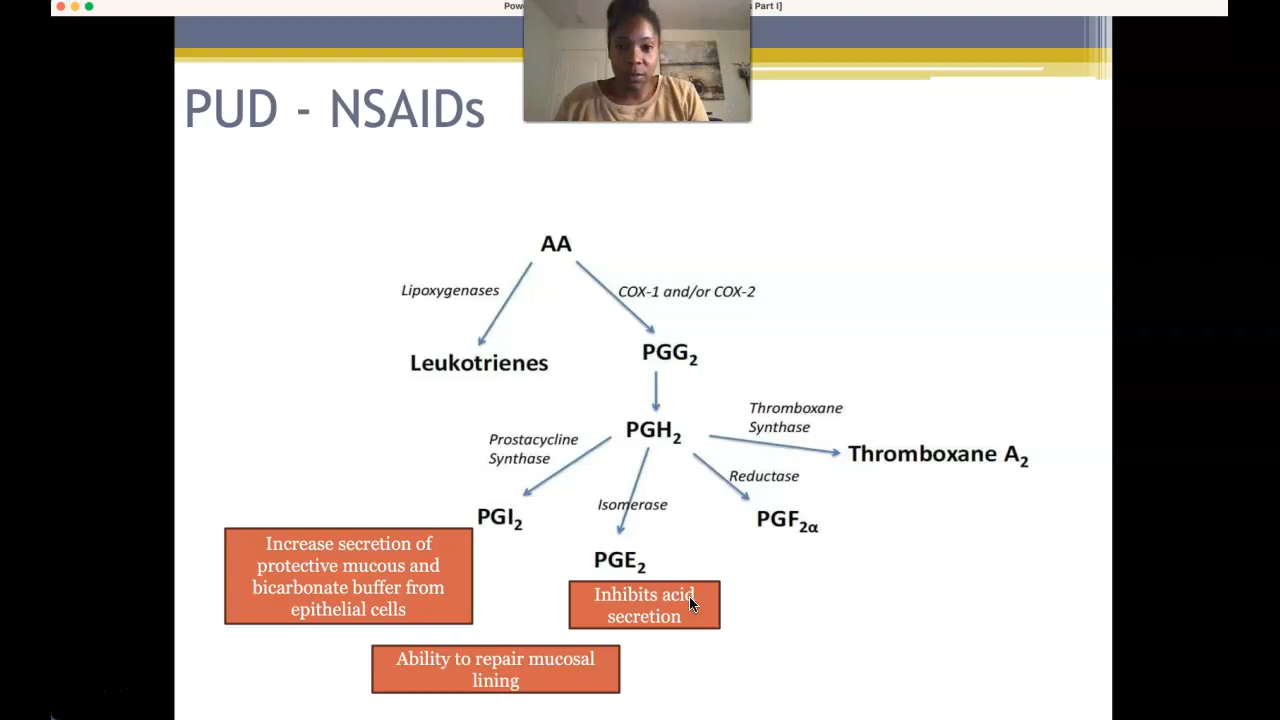 Pow
s Part I]
PUD - NSAIDs
AA
Lipoxygenases
COX-1 and/or COX-2
Leukotrienes
PGG2
Thromboxane
Synthase
PGH2
Prostacycline
Synthase
Thromboxane A2
Reductase
Isomerase
PGI2
PGF2α
PGE2
Increase secretion of
protective mucous and
bicarbonate buffer from
epithelial cells
Inhibits acid
secretion
Ability to repair mucosal
lining